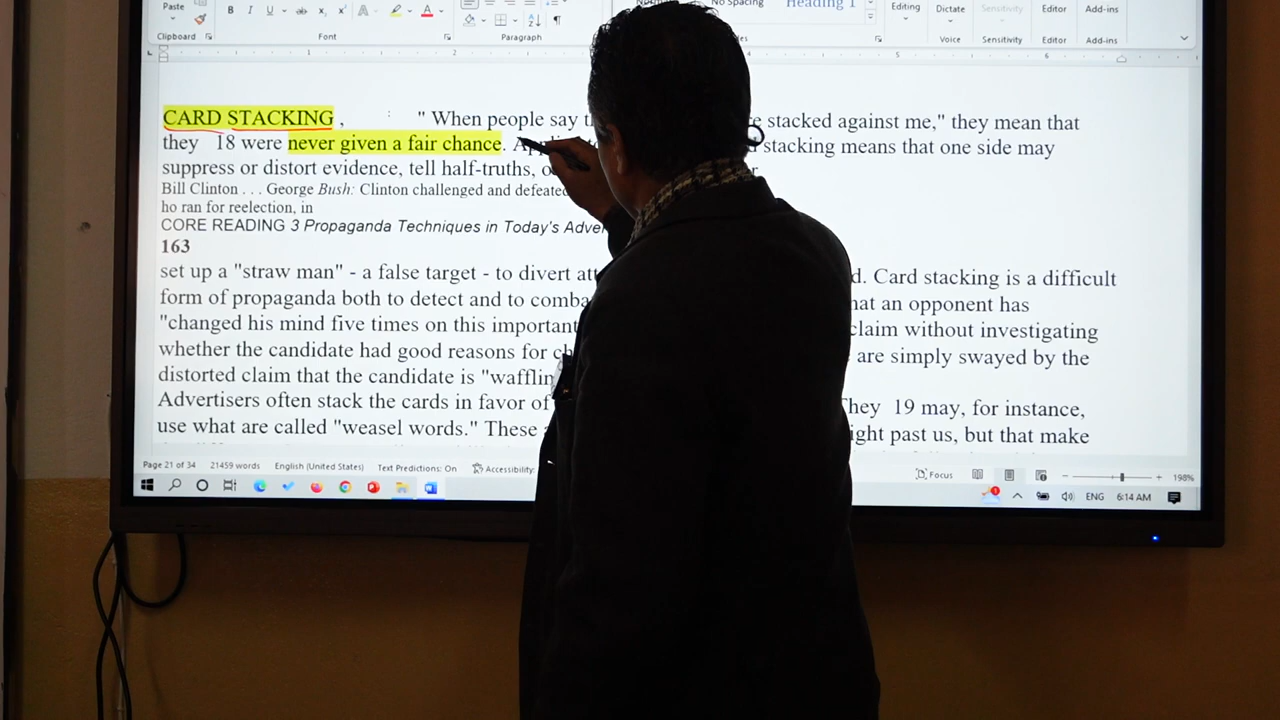 Paste
B I U
No Spacing Heading 1
Editing Dictate Sensitivity Editor Add-ins
Clipboard Font Paragraph Voice Sensitivity Editor Add-ins
1 2 5 6
CARD STACKING , : " When people say stacked against me," they mean that
they 18 were never given a fair chance. stacking means that one side may
suppress or distort evidence, tell half-truths,
Bill Clinton . . . George Bush: Clinton challenged and defeated
ho ran for reelection, in
CORE READING 3 Propaganda Techniques in Today's
163
set up a "straw man" - a false target - to divert d. Card stacking is a difficult
form of propaganda both to detect and to hat an opponent has
"changed his mind five times on this important claim without investigating
whether the candidate had good reasons for are simply swayed by the
distorted claim that the candidate is
Advertisers often stack the cards in favor of They 19 may, for instance,
use what are called "weasel words." These ight past us, but that make
Page 21 of 34 21459 words English (United States) Text Predictions: On Accessibility: Focus 198%
ENG 6:14 AM